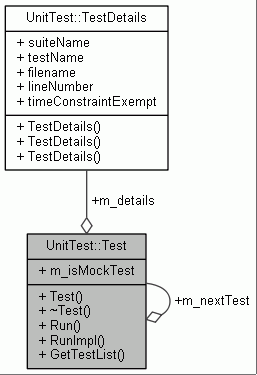 UnitTest::TestDetails
+ suiteName
+ testName
+ filename
+ lineNumber
+ timeConstraintExempt
+ TestDetails()
+ TestDetails()
+ TestDetails()
+m_details
UnitTest::Test
+ m_isMockTest
+ Test()
+ ~Test()
+ Run()
+ RunImpl()
+ GetTestList()
+m_nextTest